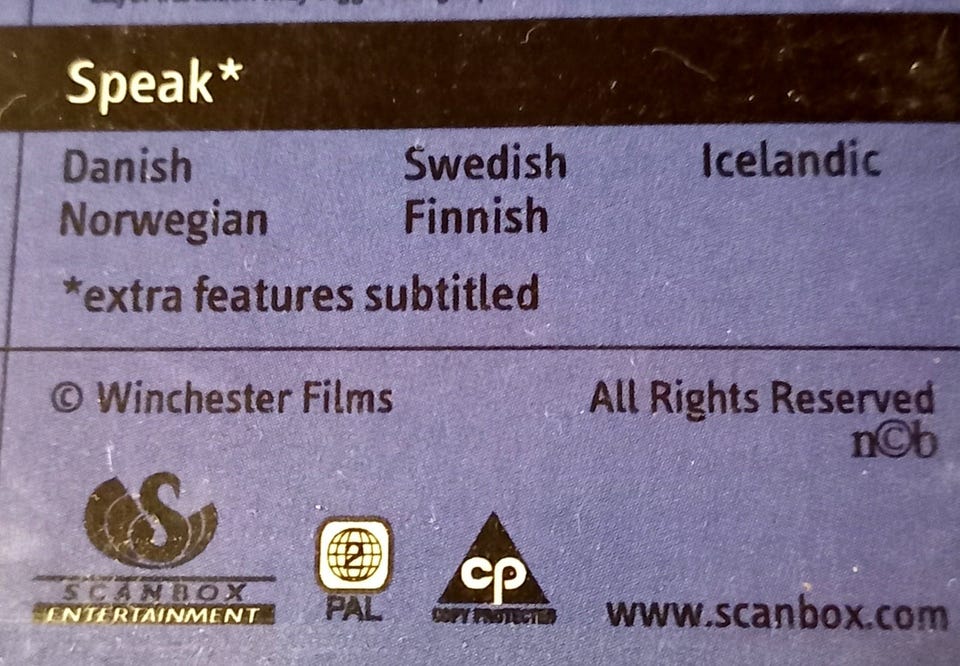 Speak*
Danish Swedish Icelandic
Norwegian Finnish
*extra features subtitled
© Winchester Films All Rights Reserved
n©b
SCANBOX
ENTERTAINMENT
2
PAL
cp
COPY PROTECTED
www.scanbox.com